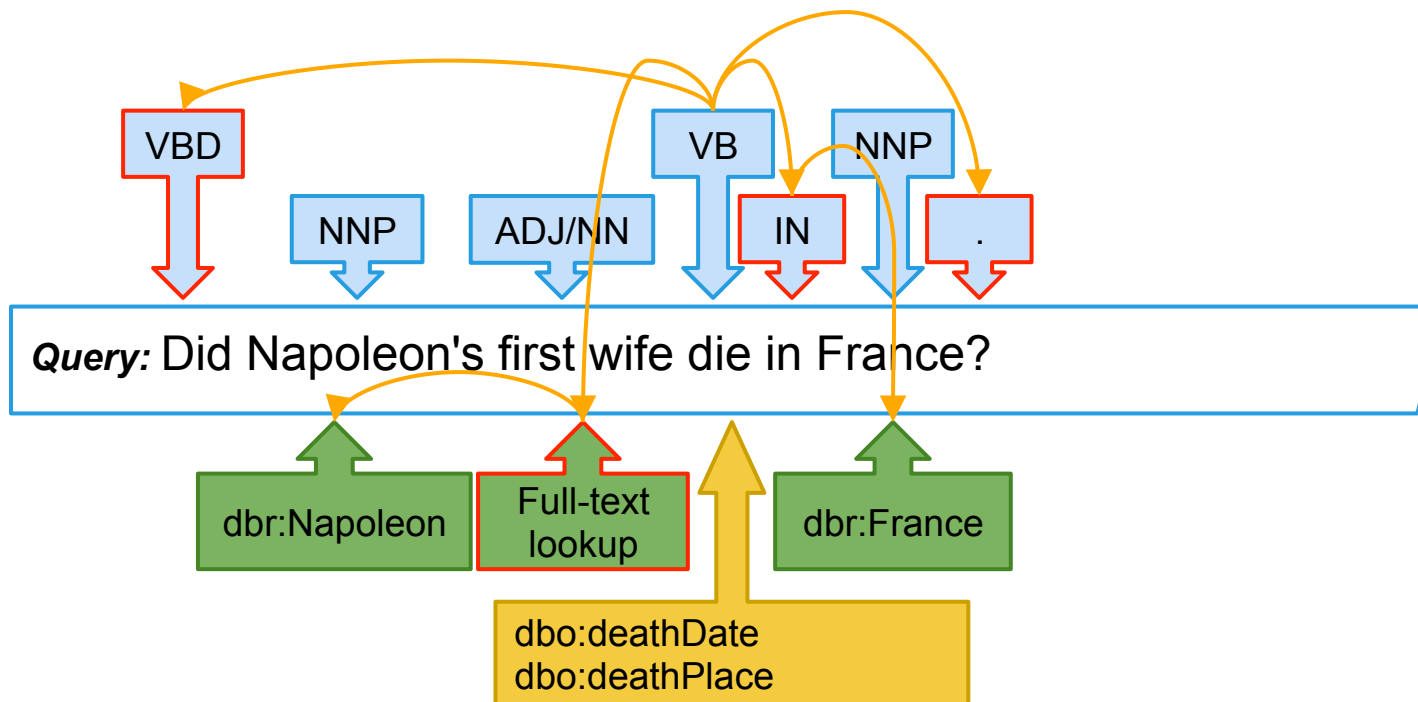 VBD
VB
NNP
NNP
ADJ/NN
IN
.
Query: Did Napoleon's first wife die in France?
dbr:Napoleon
Full-text
lookup
dbr:France
dbo:deathDate
dbo:deathPlace